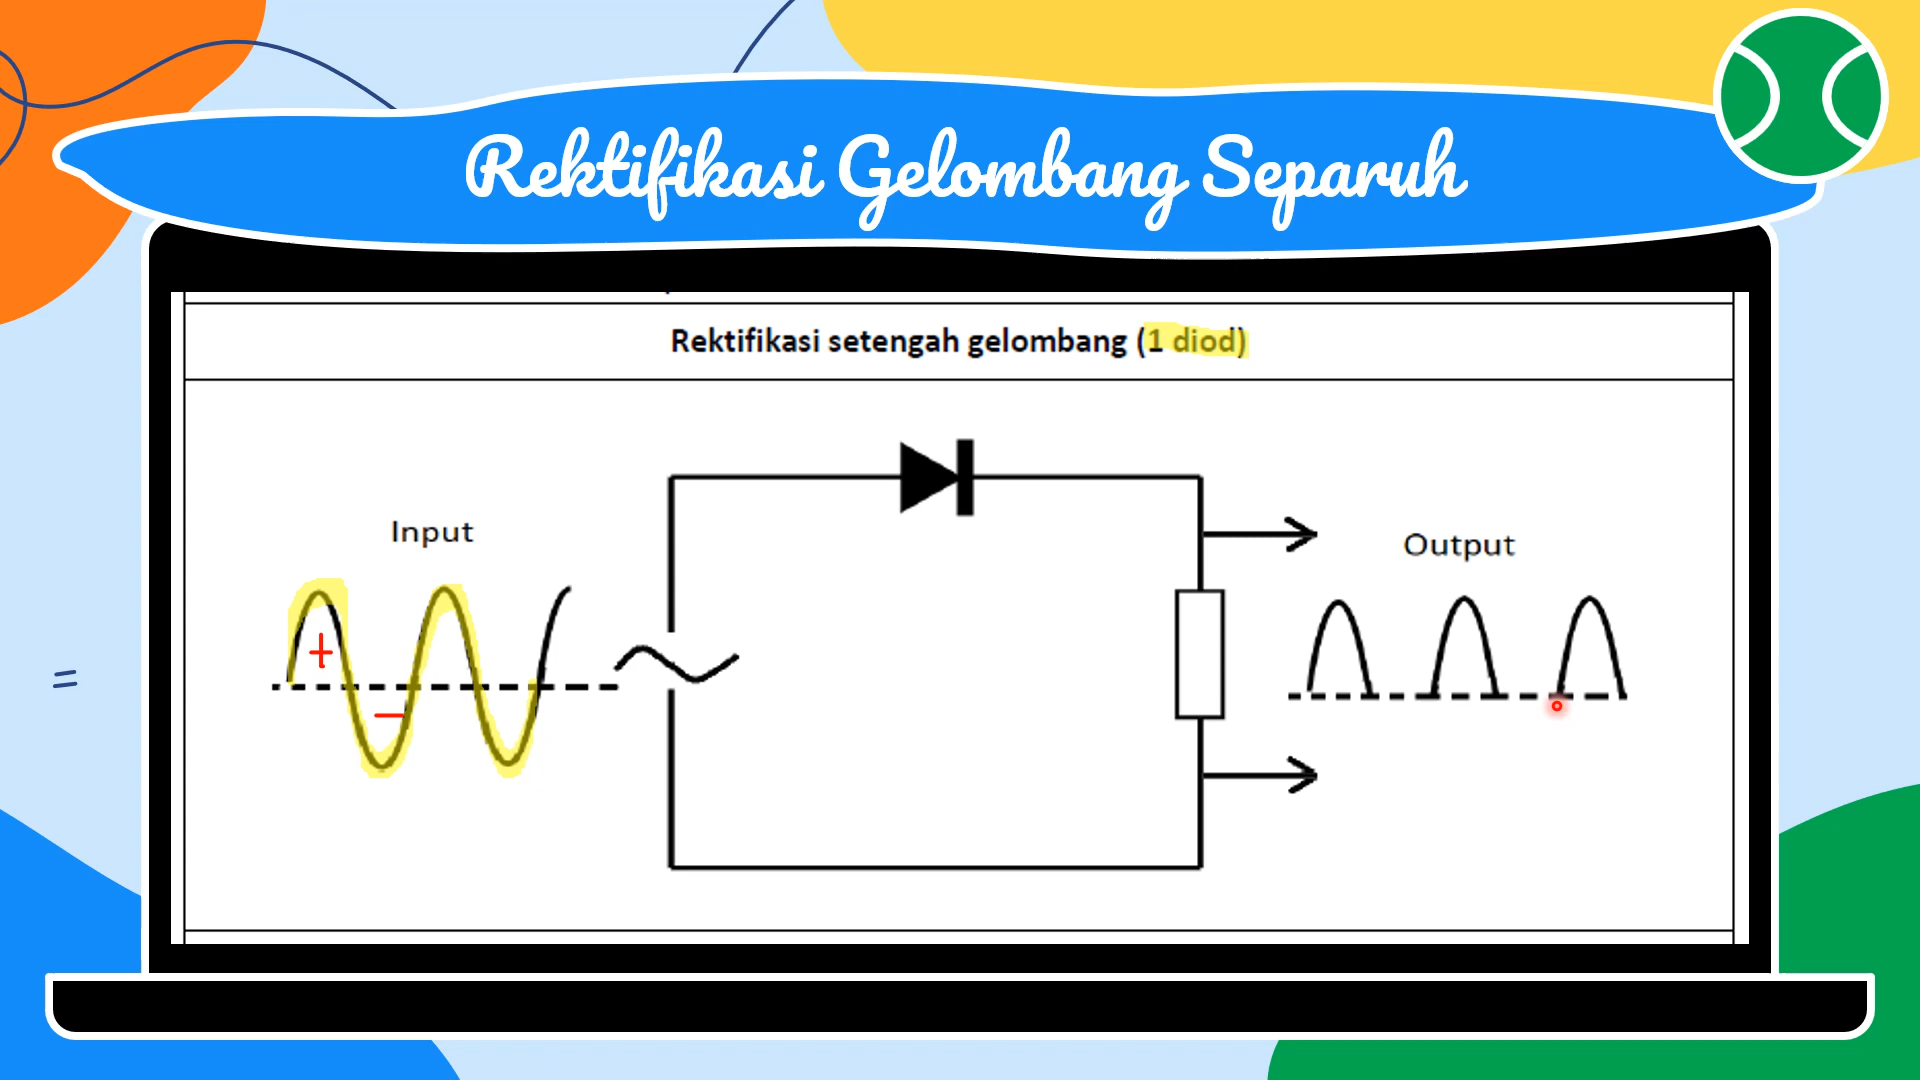 Rektifikasi Gelombang Separuh
Rektifikasi setengah gelombang (1 diod)
Input
Output
+
−